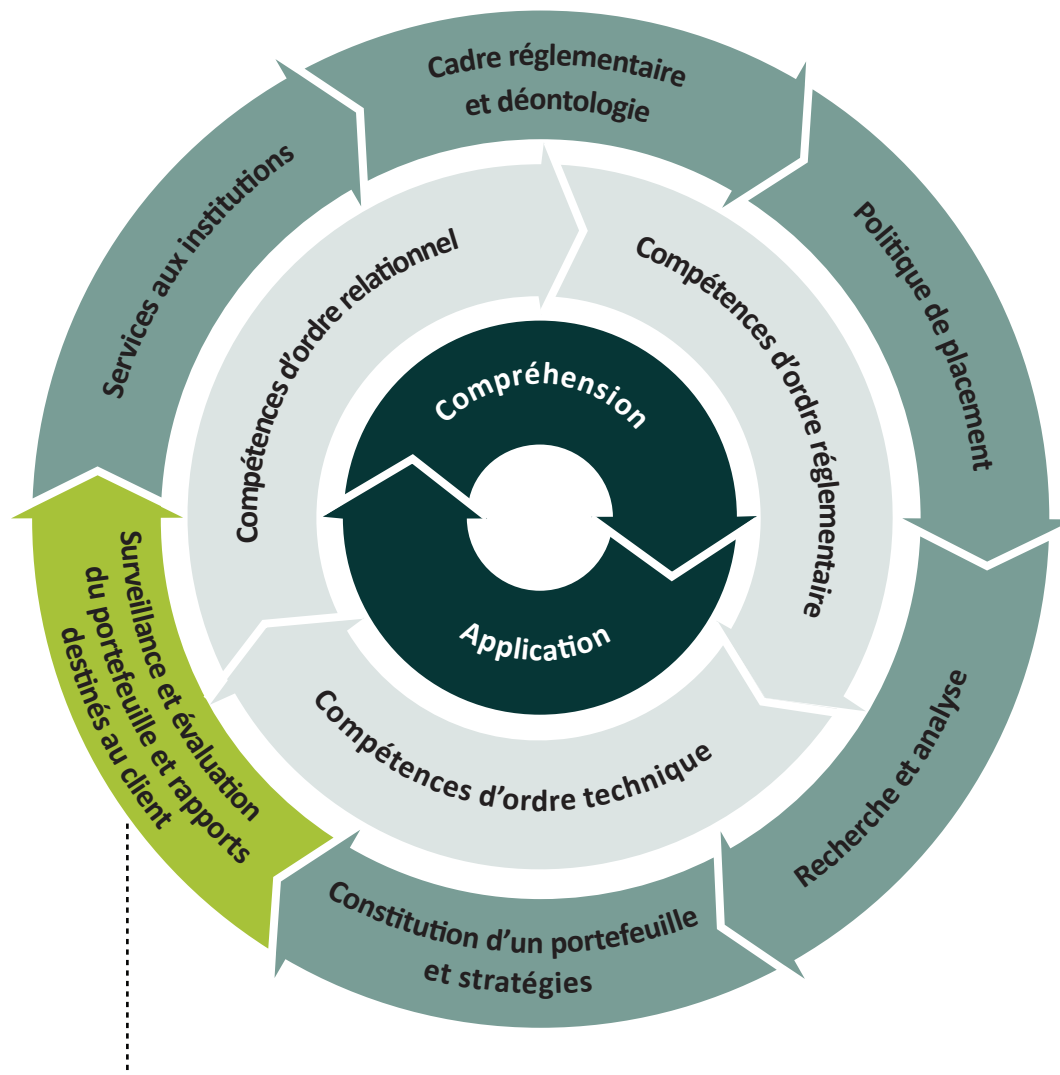 Cadre réglementaire
et déontologie
Politique de placement
Recherche et analyse
Constitution d’un portefeuille
et stratégies
Surveillance et évaluation
du portefeuille et rapports
destinés au client
Services aux institutions
Compétences d’ordre relationnel
Compétences d’ordre réglementaire
Compétences d’ordre technique
Compréhension
Application